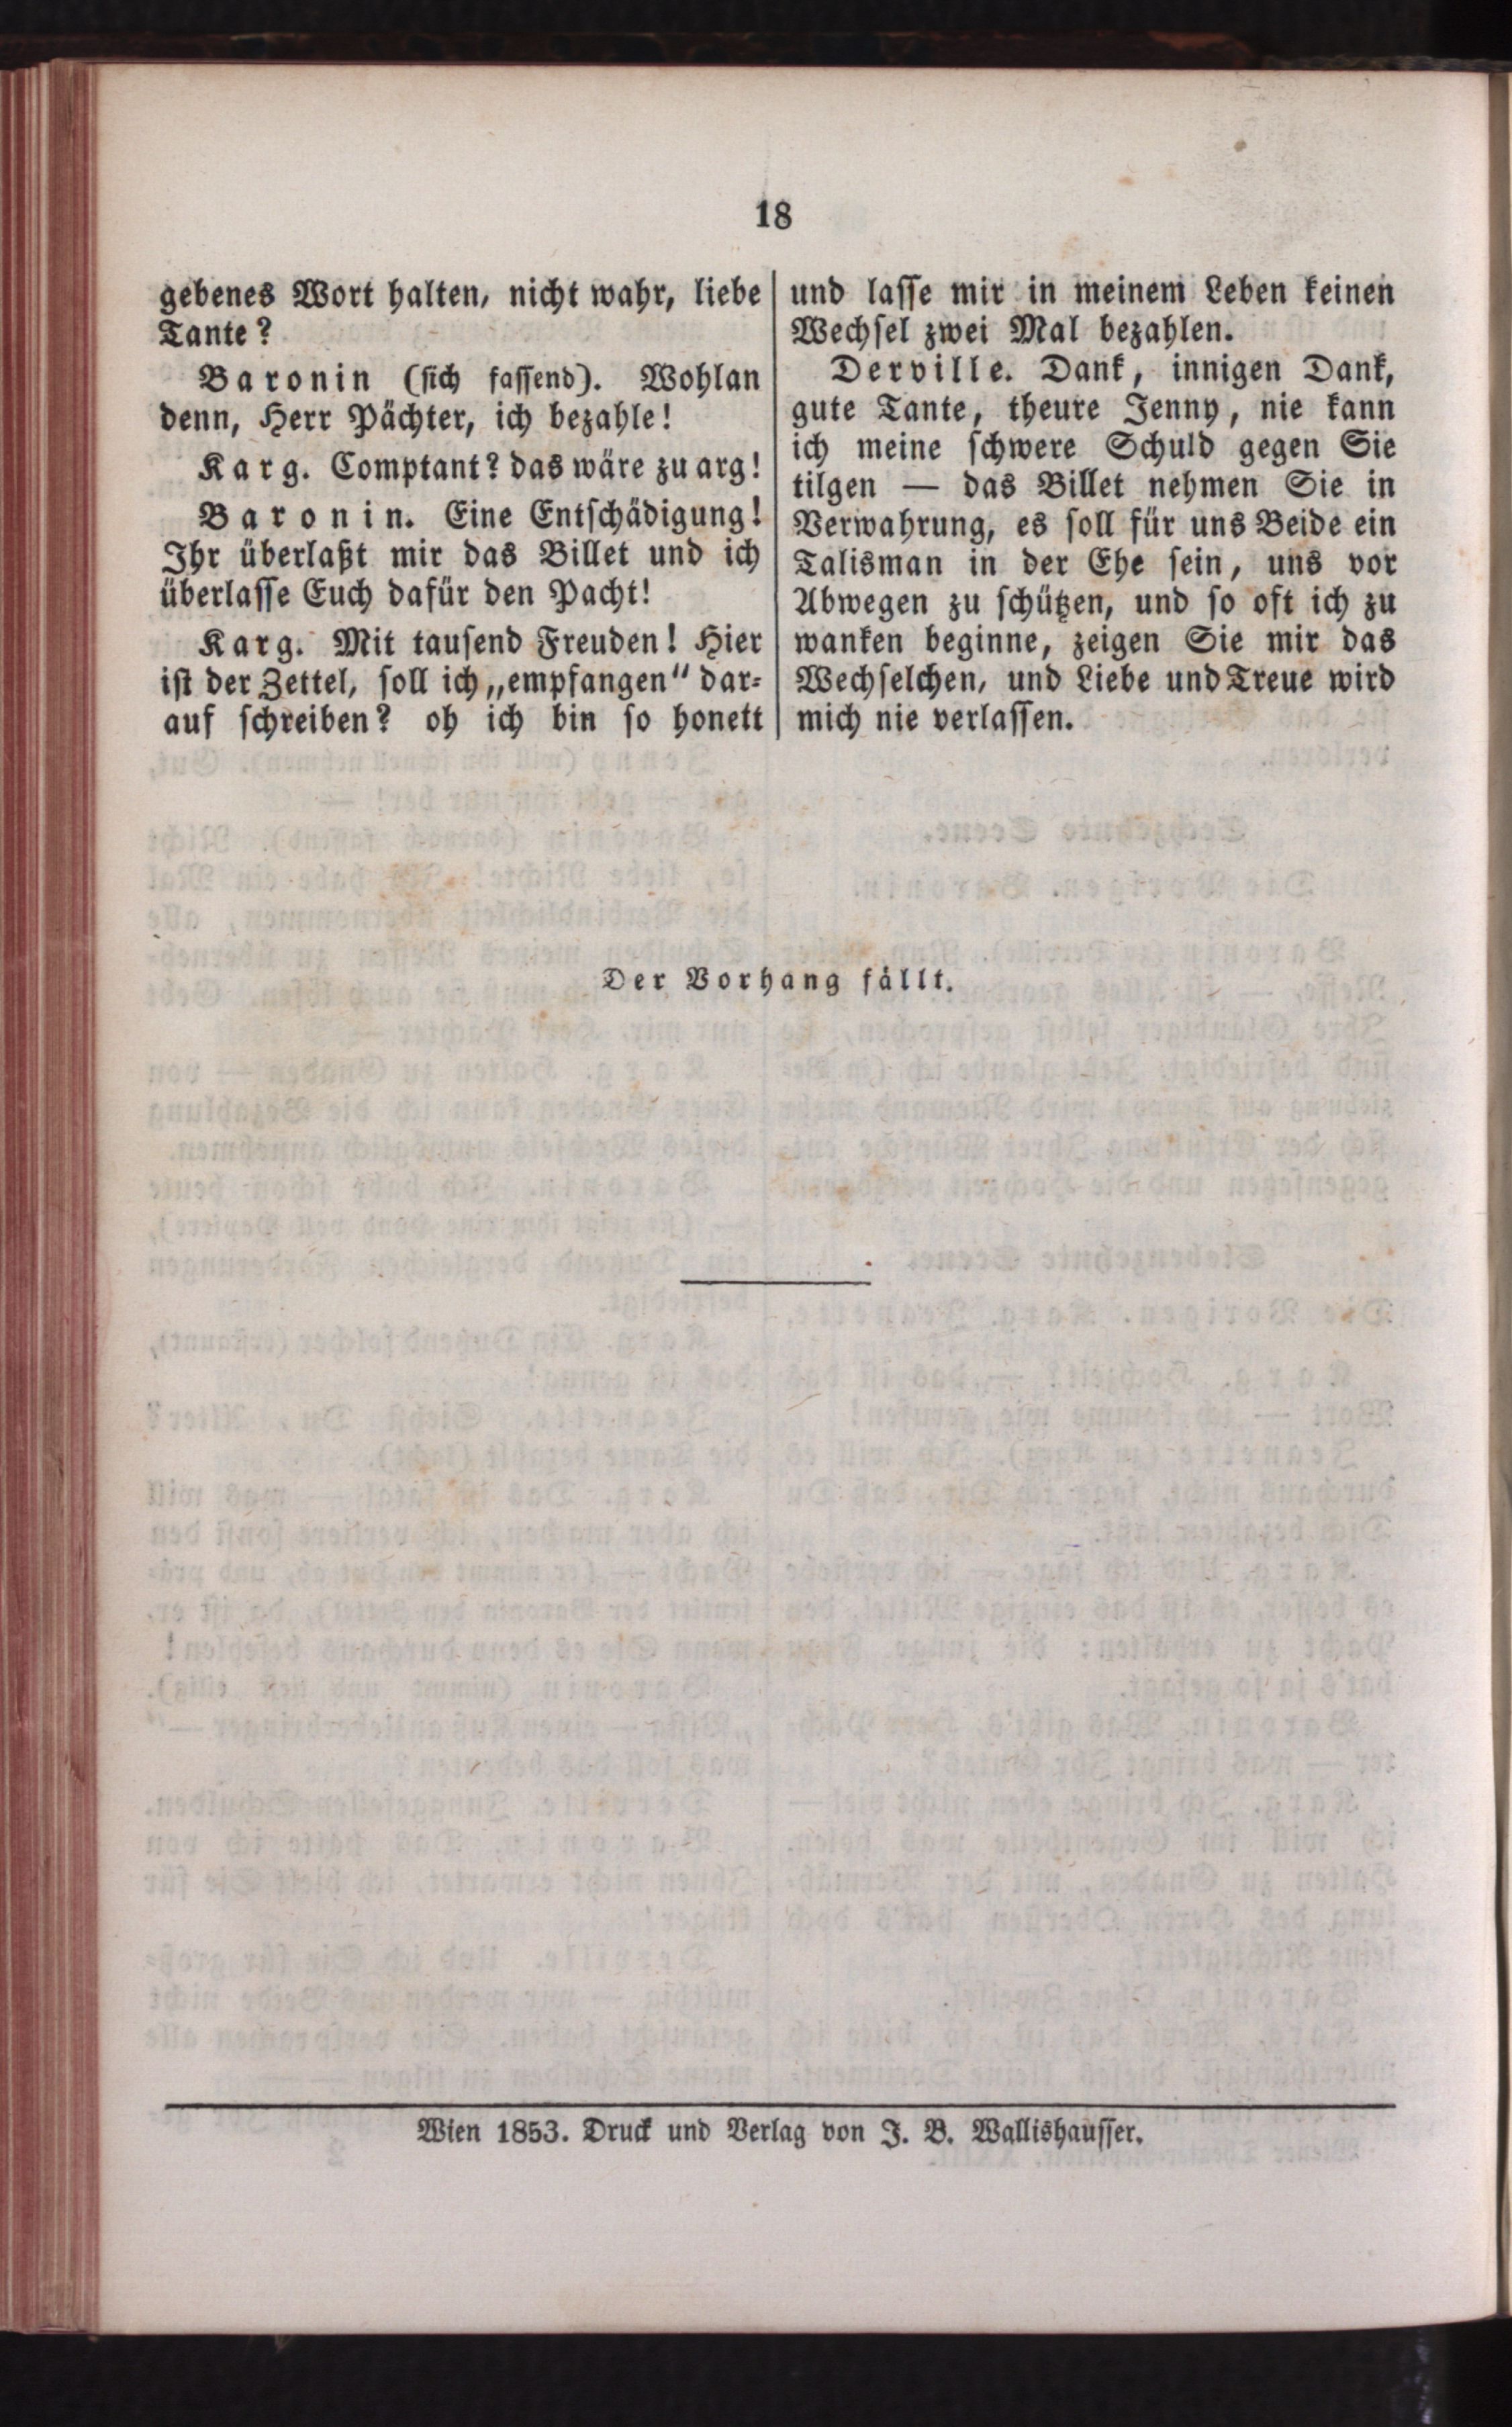 18
gebenes Wort halten, nicht wahr, liebe
Tante?
Baronin (sich fassend). Wohlan
denn, Herr Pächter, ich bezahle!
Karg. Comptant? das wäre zu arg!
Baronin. Eine Entschädigung!
Ihr überlaßt mir das Billet und ich
überlasse Euch dafür den Pacht!
Karg. Mit tausend Freuden! Hier
ist der Zettel, soll ich „empfangen“ dar-
auf schreiben? oh ich bin so honett
und lasse mir in meinem Leben keinen
Wechsel zwei Mal bezahlen.
Derville. Dank, innigen Dank,
gute Tante, theure Jenny, nie kann
ich meine schwere Schuld gegen Sie
tilgen — das Billet nehmen Sie in
Verwahrung, es soll für uns Beide ein
Talisman in der Ehe sein, uns vor
Abwegen zu schützen, und so oft ich zu
wanken beginne, zeigen Sie mir das
Wechselchen, und Liebe und Treue wird
mich nie verlassen.
Der Vorhang fällt.
Wien 1853. Druck und Verlag von J. B. Wallishausser.